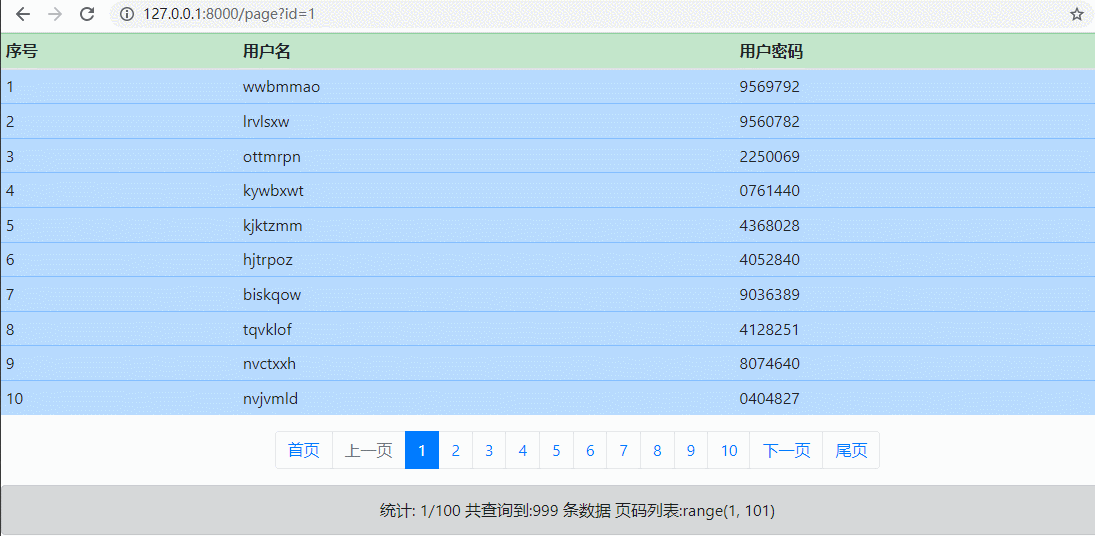 127.0.0.1:8000/page?id=1
序号 用户名 用户密码
1 wwbmmao 9569792
2 lrvlsxw 9560782
3 ottmrpn 2250069
4 kywbxwt 0761440
5 kjktzmm 4368028
6 hjtrpoz 4052840
7 biskqow 9036389
8 tqvklof 4128251
9 nvctxxh 8074640
10 nvjvmld 0404827
首页 上一页 1 2 3 4 5 6 7 8 9 10 下一页 尾页
统计: 1/100 共查询到:999 条数据 页码列表:range(1, 101)